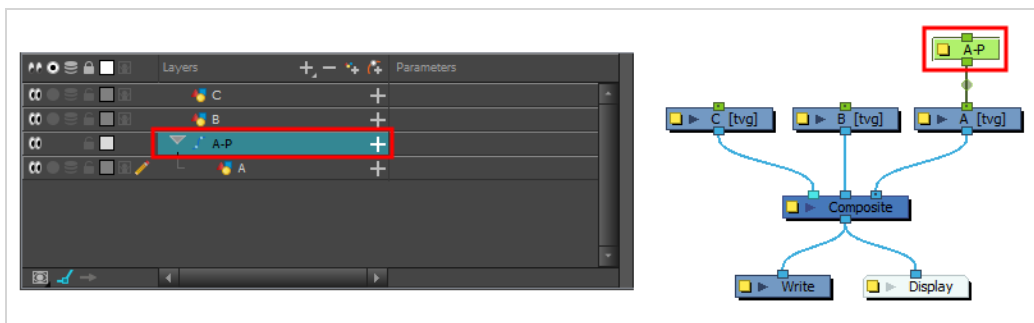 Layers
Parameters
C
B
A-P
A
A-P
C [tvg]
B [tvg]
A [tvg]
Composite
Write
Display